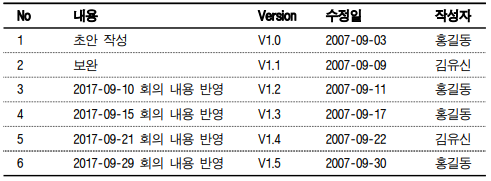 No 내용 Version 수정일 작성자
1 초안 작성 V1.0 2007-09-03 홍길동
2 보완 V1.1 2007-09-09 김유신
3 2017-09-10 회의 내용 반영 V1.2 2007-09-11 홍길동
4 2017-09-15 회의 내용 반영 V1.3 2007-09-17 홍길동
5 2017-09-21 회의 내용 반영 V1.4 2007-09-22 김유신
6 2017-09-29 회의 내용 반영 V1.5 2007-09-30 홍길동